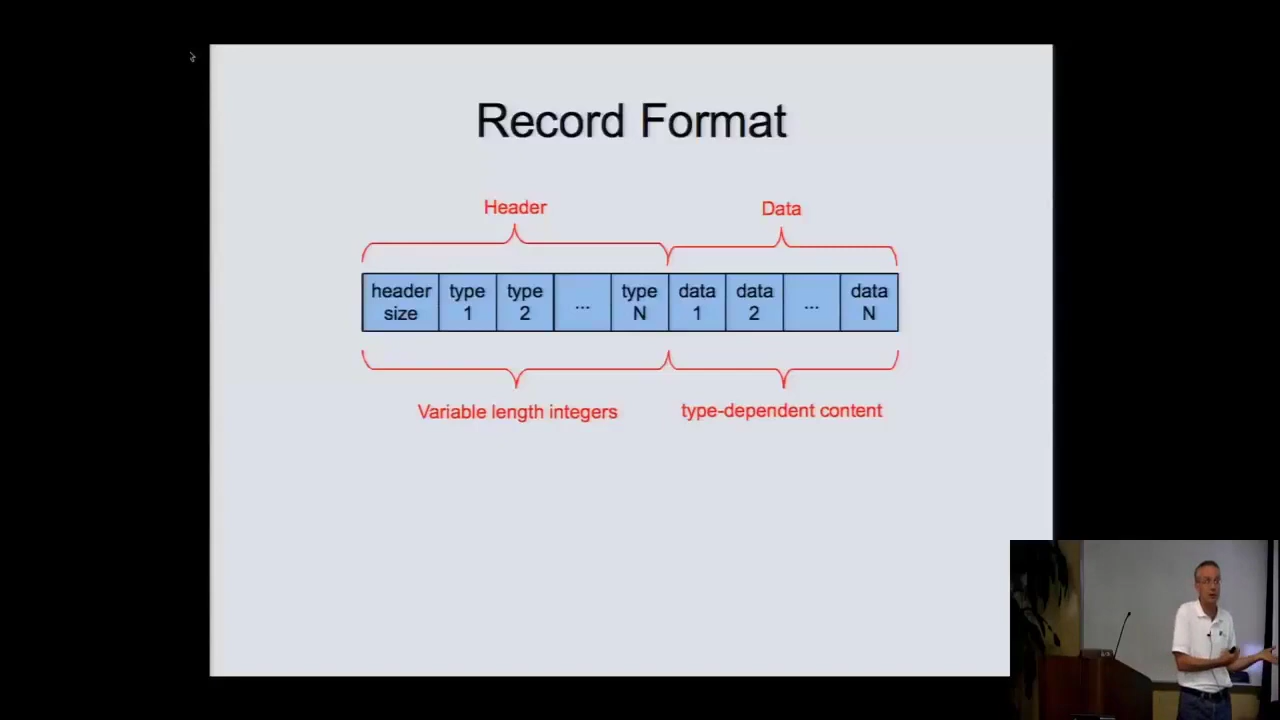 Record Format
Header
Data
header size
type 1
type 2
...
type N
data 1
data 2
...
data N
Variable length integers
type-dependent content